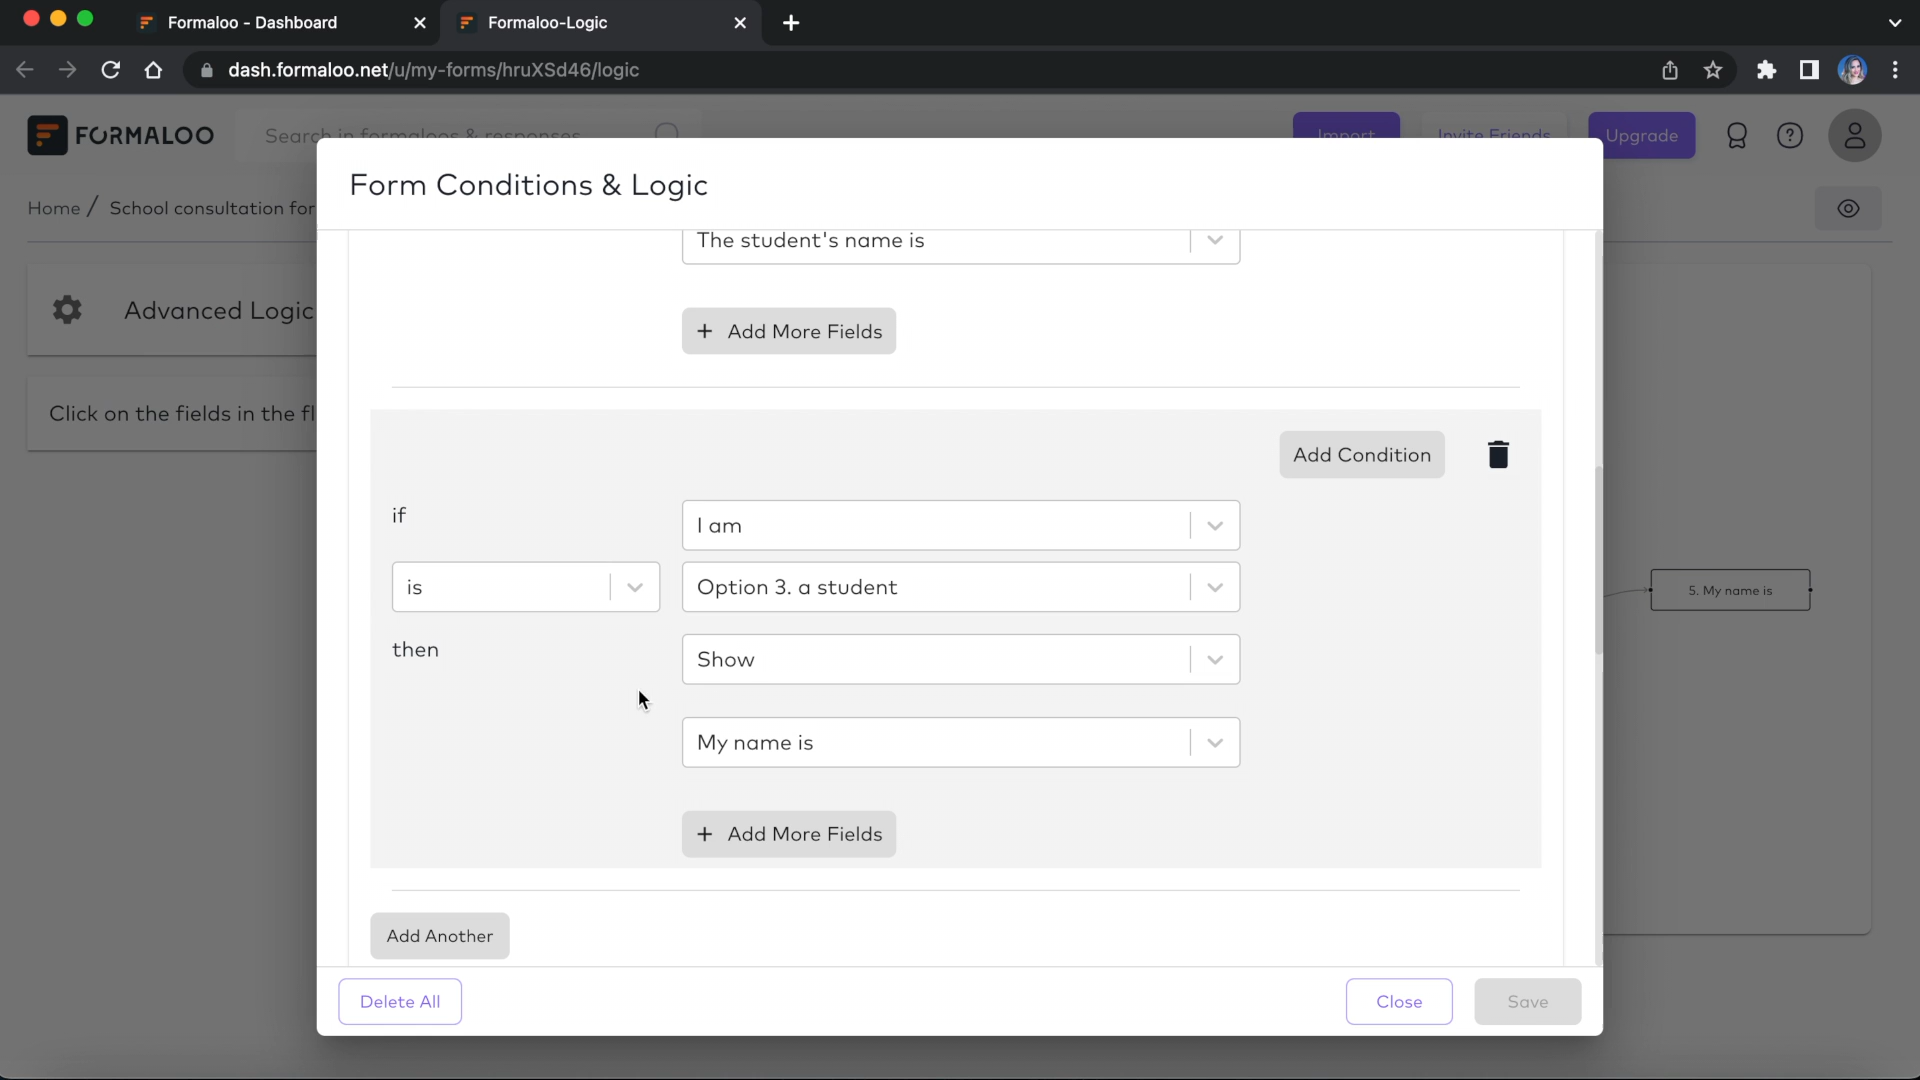 Formaloo - Dashboard
Formaloo-Logic
dash.formaloo.net/u/my-forms/hruXSd46/logic
FORMALOO
Search in formaloos & responses
Import
Invite Friends
Upgrade
Home / School consultation for
Form Conditions & Logic
The student's name is
Advanced Logic
+ Add More Fields
Click on the fields in the fl
Add Condition
if
I am
is
Option 3. a student
5. My name is
then
Show
My name is
+ Add More Fields
Add Another
Delete All
Close
Save